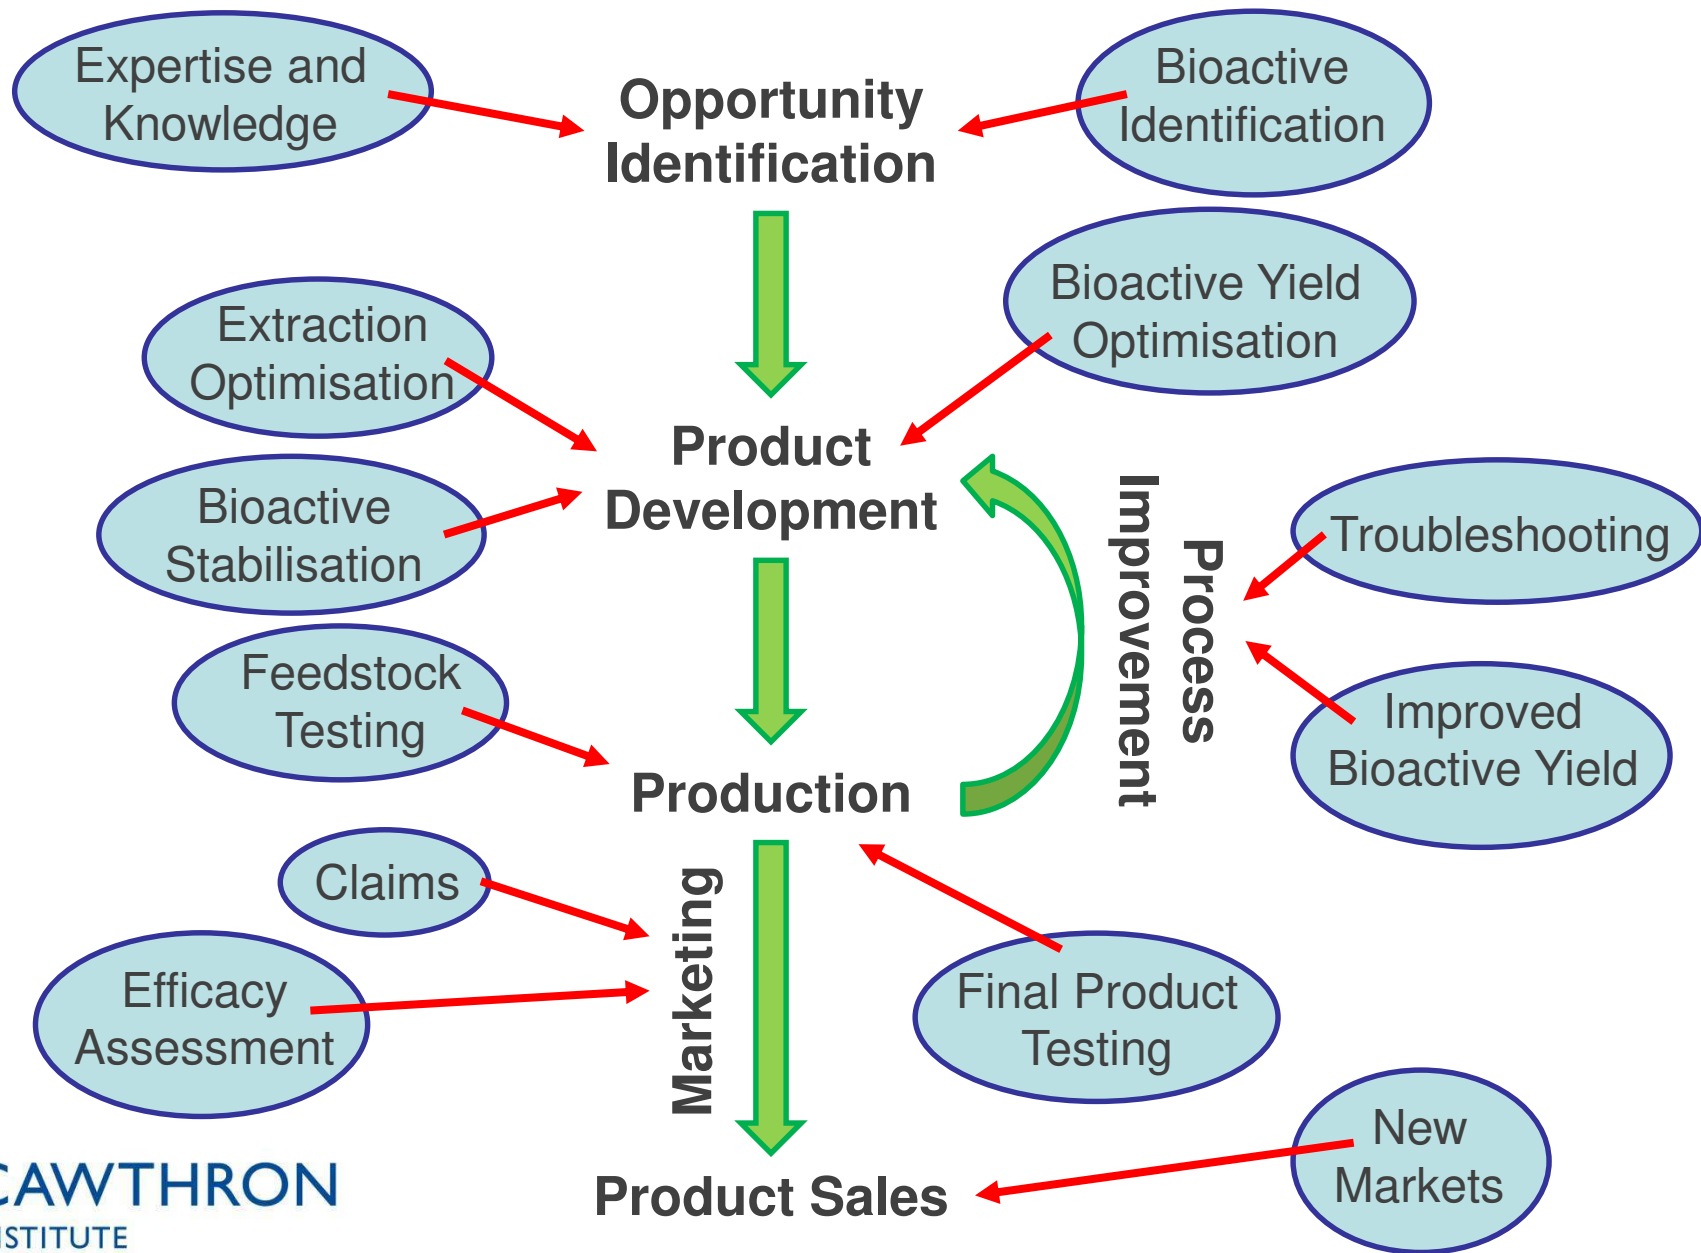 Expertise and
Knowledge
Opportunity
Identification
Bioactive
Identification
Bioactive Yield
Optimisation
Extraction
Optimisation
Product
Development
Bioactive
Stabilisation
Process
Improvement
Troubleshooting
Feedstock
Testing
Improved
Bioactive Yield
Production
Claims
Marketing
Efficacy
Assessment
Final Product
Testing
New
Markets
Product Sales
CAWTHRON
NSTITUTE